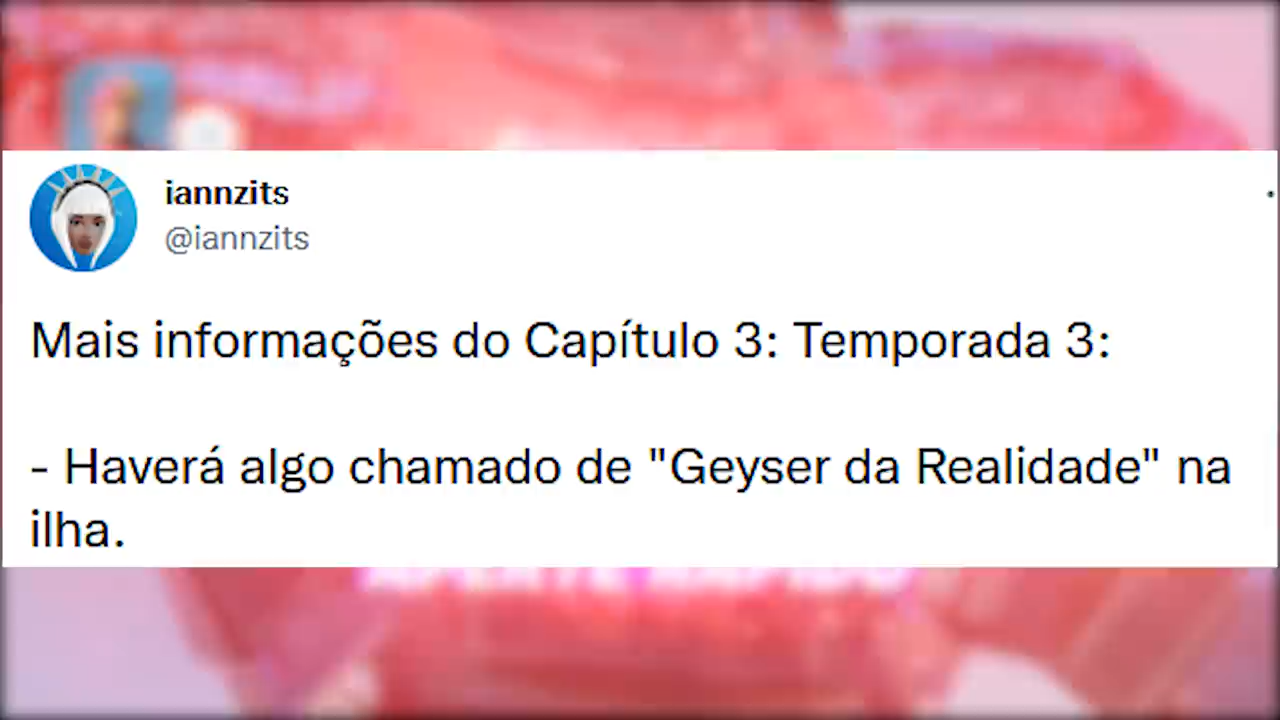 iannzits
@iannzits
Mais informações do Capítulo 3: Temporada 3:
- Haverá algo chamado de "Geyser da Realidade" na
ilha.